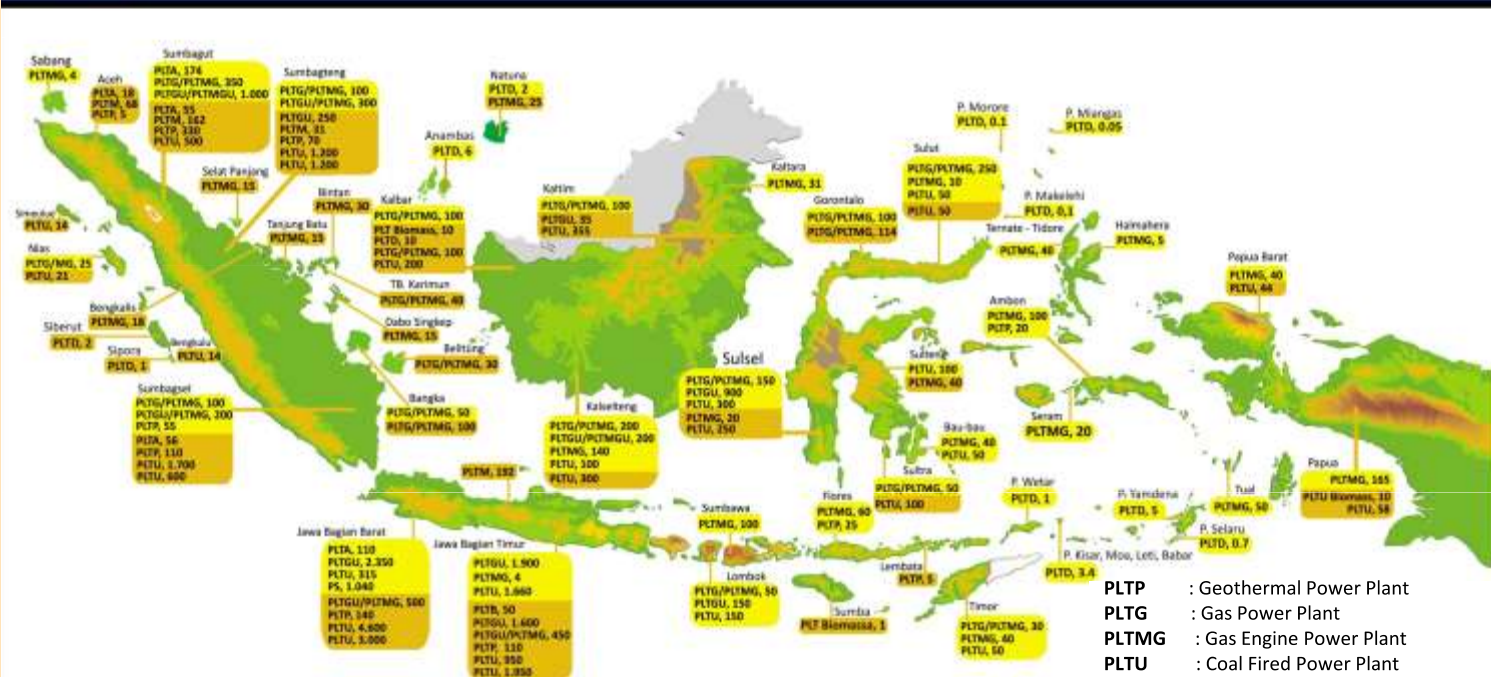 Sabang
PLTMG, 4
Aceh
PLTA, 18
PLTM, 68
PLTP, 5
Sumbagut
PLTA, 174
PLTG/PLTMG, 350
PLTGU/PLTMGU, 1.000
PLTA, 55
PLTM, 162
PLTP, 330
PLTU, 500
Sumbagteng
PLTG/PLTMG, 100
PLTGU/PLTMG, 300
PLTGU, 250
PLTM, 31
PLTP, 70
PLTU, 1.200
PLTU, 1.200
Natuna
PLTD, 2
PLTMG, 25
Anambas
PLTD, 6
Selat Panjang
PLTMG, 15
Bintan
PLTMG, 30
Tanjung Batu
PLTMG, 15
PLTU, 14
Nias
PLTG/MG, 25
PLTU, 21
Bengkalis
PLTMG, 18
Siberut
PLTD, 2
Sipora
PLTD, 1
Bengkulu
PLTU, 14
TB. Karimun
PLTG/PLTMG, 40
Dabo Singkep
PLTMG, 15
Belitung
PLTG/PLTMG, 30
Bangka
PLTG/PLTMG, 50
PLTG/PLTMG, 100
Sumbagsel
PLTG/PLTMG, 100
PLTGU/PLTMG, 200
PLTP, 55
PLTA, 56
PLTP, 110
PLTU, 1.700
PLTU, 600
Kalbar
PLTG/PLTMG, 100
PLT Biomass, 10
PLTD, 10
PLTG/PLTMG, 100
PLTU, 200
Kaltim
PLTG/PLTMG, 100
PLTGU, 35
PLTU, 355
Kaltara
PLTMG, 31
Kalselteng
PLTG/PLTMG, 200
PLTGU/PLTMGU, 200
PLTMG, 140
PLTU, 100
PLTU, 300
Gorontalo
PLTG/PLTMG, 100
PLTG/PLTMG, 114
Sulut
PLTG/PLTMG, 250
PLTMG, 10
PLTU, 50
PLTU, 50
P. Morore
PLTD, 0.1
P. Miangas
PLTD, 0.05
P. Makelehi
PLTD, 0,1
Ternate - Tidore
PLTMG, 40
Halmahera
PLTMG, 5
Papua Barat
PLTMG, 40
PLTU, 44
Ambon
PLTMG, 100
PLTP, 20
Seram
PLTMG, 20
Sulsel
PLTG/PLTMG, 150
PLTGU, 900
PLTU, 300
PLTMG, 20
PLTU, 250
Sulteng
PLTU, 100
PLTMG, 40
Bau-bau
PLTMG, 40
PLTU, 50
Sultra
PLTG/PLTMG, 50
PLTU, 100
Papua
PLTMG, 165
PLTU Biomass, 10
PLTU, 58
PLTM, 192
Jawa Bagian Barat
PLTA, 110
PLTGU, 2.350
PLTU, 315
PS, 1.040
PLTGU/PLTMG, 500
PLTP, 140
PLTU, 4.600
PLTU, 3.000
Jawa Bagian Timur
PLTGU, 1.900
PLTMG, 4
PLTU, 1.660
PLTB, 50
PLTGU, 1.600
PLTGU/PLTMG, 450
PLTP, 110
PLTU, 950
PLTU, 1.950
Sumbawa
PLTMG, 100
Lombok
PLTG/PLTMG, 50
PLTGU, 150
PLTU, 150
Flores
PLTMG, 60
PLTP, 25
Sumba
PLT Biomassa, 1
Lembata
PLTP, 5
Timor
PLTG/PLTMG, 30
PLTMG, 40
PLTU, 50
P. Wetar
PLTD, 1
P. Kisar, Moa, Leti, Babar
PLTD, 3.4
P. Yamdena
PLTD, 5
P. Selaru
PLTD, 0.7
Tual
PLTMG, 50
PLTP : Geothermal Power Plant
PLTG : Gas Power Plant
PLTMG : Gas Engine Power Plant
PLTU : Coal Fired Power Plant